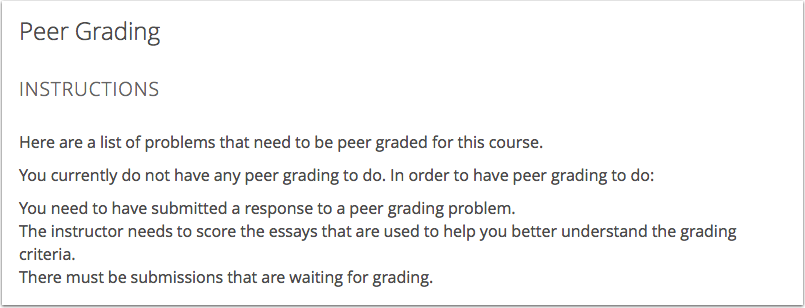 Peer Grading
INSTRUCTIONS
Here are a list of problems that need to be peer graded for this course.
You currently do not have any peer grading to do. In order to have peer grading to do:
You need to have submitted a response to a peer grading problem.
The instructor needs to score the essays that are used to help you better understand the grading
criteria.
There must be submissions that are waiting for grading.